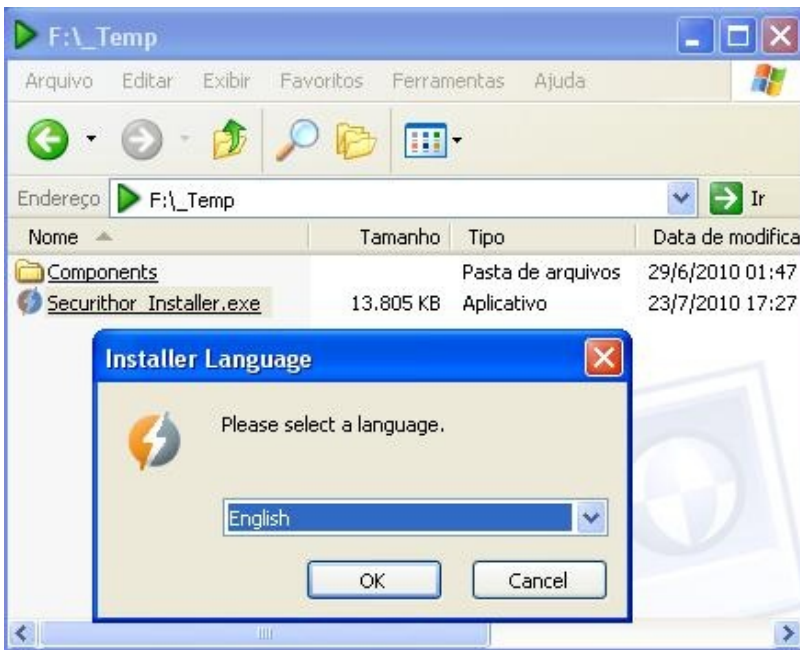 F:\_Temp
Arquivo Editar Exibir Favoritos Ferramentas Ajuda
Endereço F:\_Temp Ir
Nome Tamanho Tipo Data de modifica
Components Pasta de arquivos 29/6/2010 01:47
Securithor_Installer.exe 13.805 KB Aplicativo 23/7/2010 17:27
Installer Language
Please select a language.
English
OK Cancel